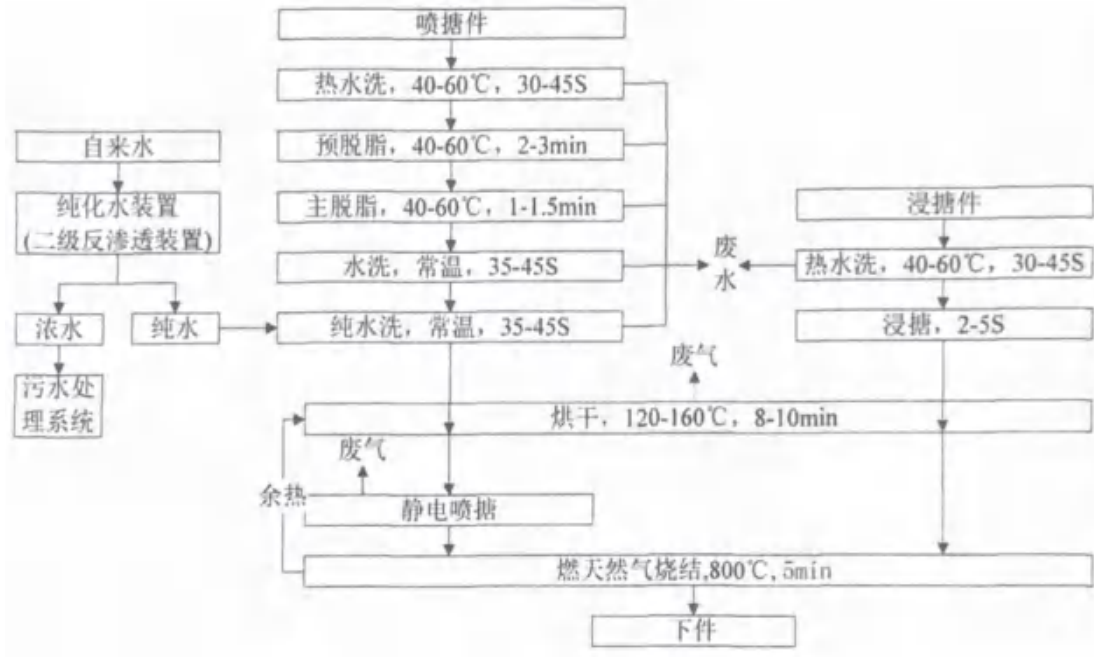 喷搪件
热水洗，40-60℃，30-45S
自来水
预脱脂，40-60℃，2-3min
纯化水装置
(二级反渗透装置)
主脱脂，40-60℃，1-1.5min
浸搪件
水洗，常温，35-45S
废
水
热水洗，40-60℃，30-45S
浓水
纯水
纯水洗，常温，35-45S
浸搪，2-5S
污水处
理系统
废气
烘干，120-160℃，8-10min
废气
余热
静电喷搪
燃天然气烧结,800℃,5min
下件